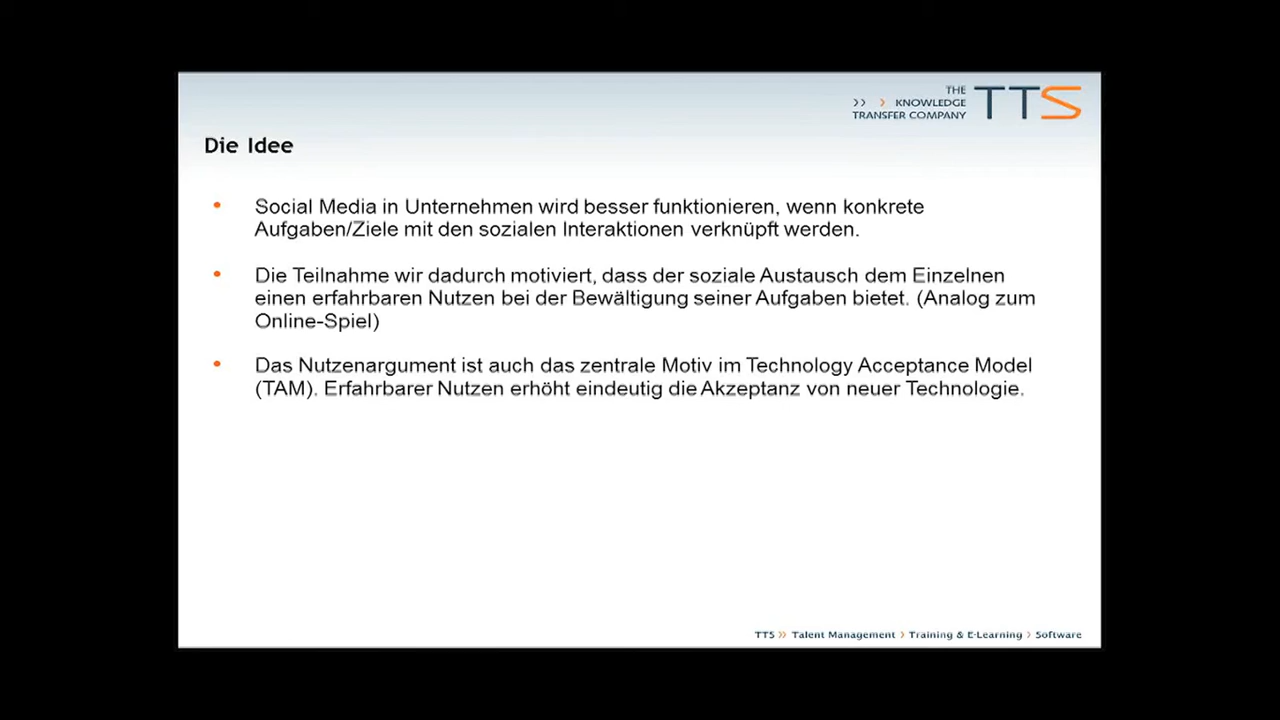 THE
>> > KNOWLEDGE
TRANSFER COMPANY
TTS
Die Idee
• Social Media in Unternehmen wird besser funktionieren, wenn konkrete
Aufgaben/Ziele mit den sozialen Interaktionen verknüpft werden.
• Die Teilnahme wir dadurch motiviert, dass der soziale Austausch dem Einzelnen
einen erfahrbaren Nutzen bei der Bewältigung seiner Aufgaben bietet. (Analog zum
Online-Spiel)
• Das Nutzenargument ist auch das zentrale Motiv im Technology Acceptance Model
(TAM). Erfahrbarer Nutzen erhöht eindeutig die Akzeptanz von neuer Technologie.
TTS >> Talent Management > Training & E-Learning > Software